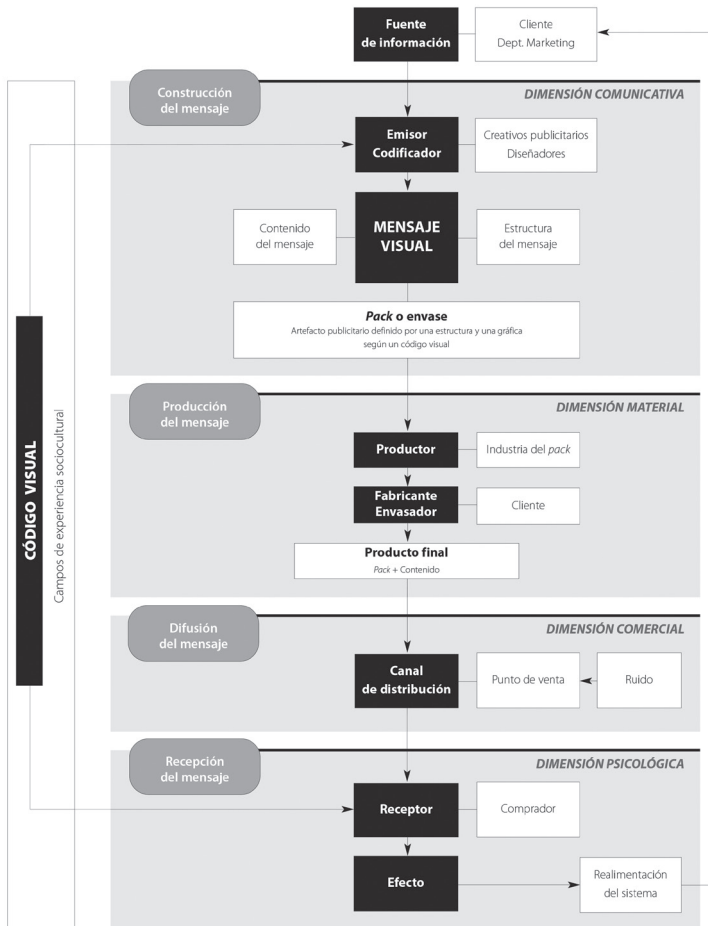 Fuente
de información
Cliente
Dept. Marketing
Construcción
del mensaje
DIMENSIÓN COMUNICATIVA
Emisor
Codificador
Creativos publicitarios
Diseñadores
Contenido
del mensaje
MENSAJE
VISUAL
Estructura
del mensaje
Pack o envase
Artefacto publicitario definido por una estructura y una gráfica
según un código visual
CÓDIGO VISUAL
Campos de experiencia sociocultural
Producción
del mensaje
DIMENSIÓN MATERIAL
Productor
Industria del pack
Fabricante
Envasador
Cliente
Producto final
Pack + Contenido
Difusión
del mensaje
DIMENSIÓN COMERCIAL
Canal
de distribución
Punto de venta
Ruido
Recepción
del mensaje
DIMENSIÓN PSICOLÓGICA
Receptor
Comprador
Efecto
Realimentación
del sistema